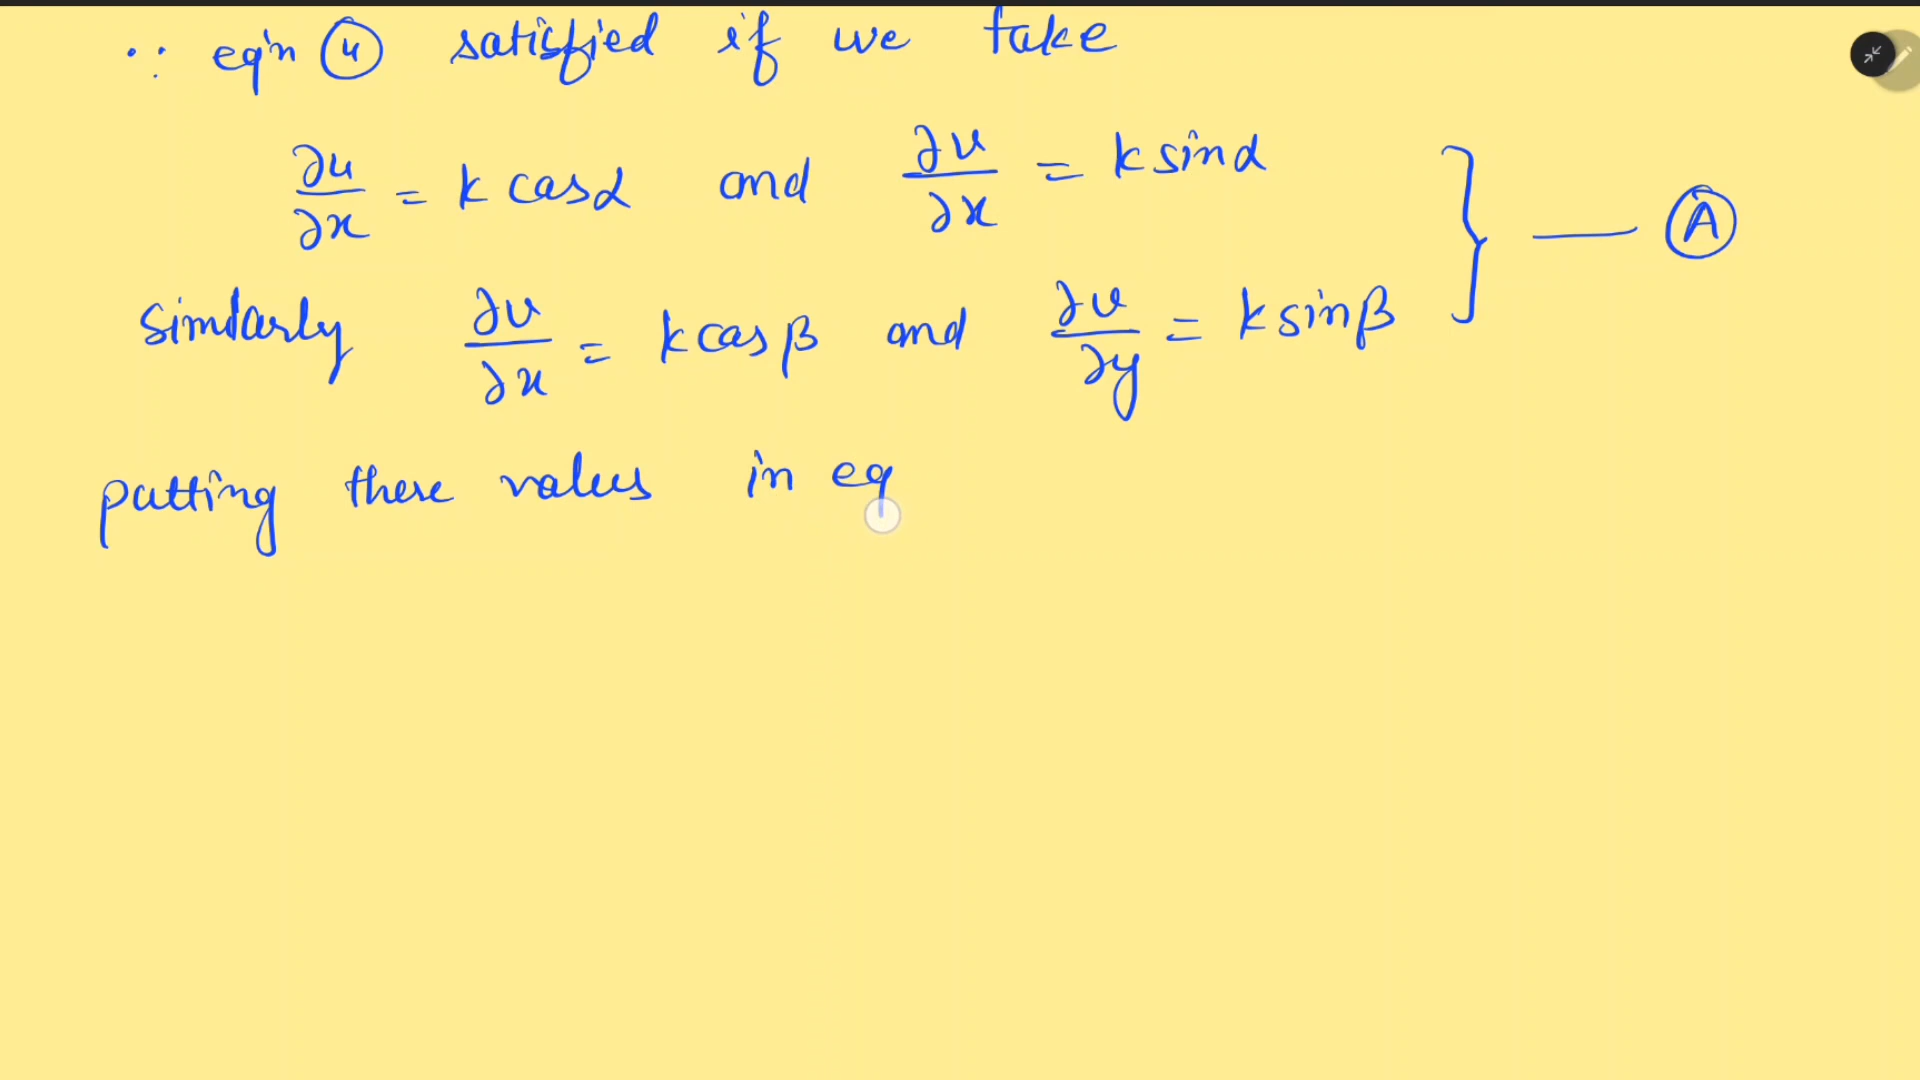 ∵ eq'n ④ satisfied if we take
∂u/∂x = k cosα and ∂v/∂x = k sinα
similarly ∂v/∂x = k cosβ and ∂v/∂y = k sinβ } — Ⓐ
putting these values in eq